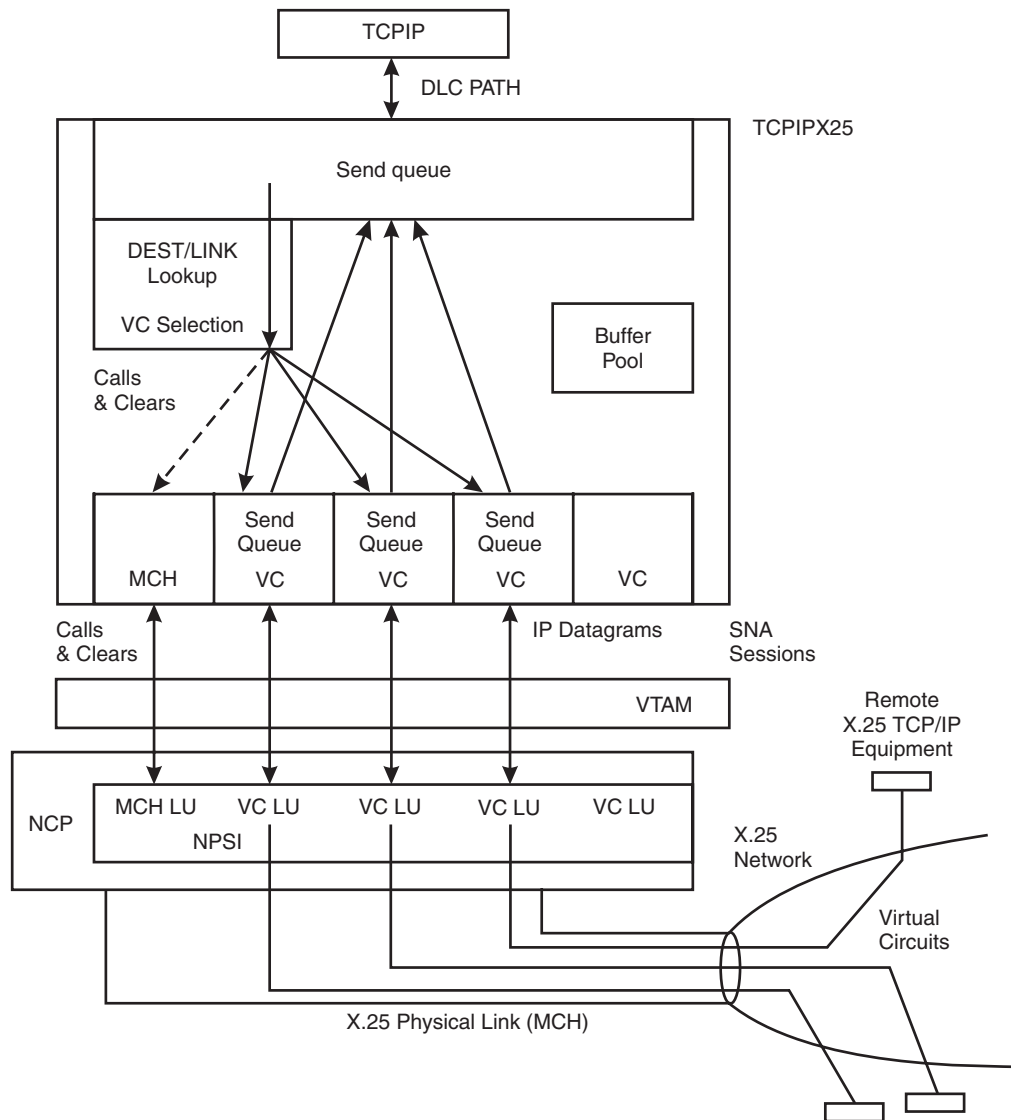 TCPIP
DLC PATH
TCPIPX25
Send queue
DEST/LINK
Lookup
VC Selection
Buffer
Pool
Calls
& Clears
Send
Queue
Send
Queue
Send
Queue
MCH
VC
VC
VC
VC
Calls
& Clears
IP Datagrams
SNA
Sessions
VTAM
Remote
X.25 TCP/IP
Equipment
NCP
MCH LU
VC LU
VC LU
VC LU
VC LU
NPSI
X.25
Network
Virtual
Circuits
X.25 Physical Link (MCH)